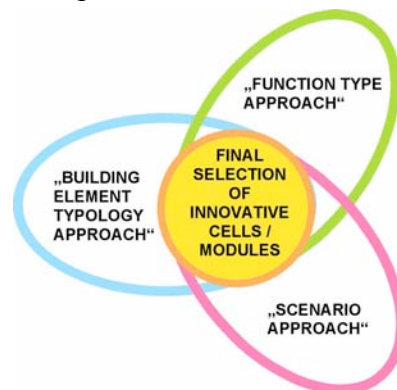 „FUNCTION TYPE
APPROACH“
„BUILDING
ELEMENT
TYPOLOGY
APPROACH“
FINAL
SELECTION
OF
INNOVATIVE
CELLS /
MODULES
„SCENARIO
APPROACH“